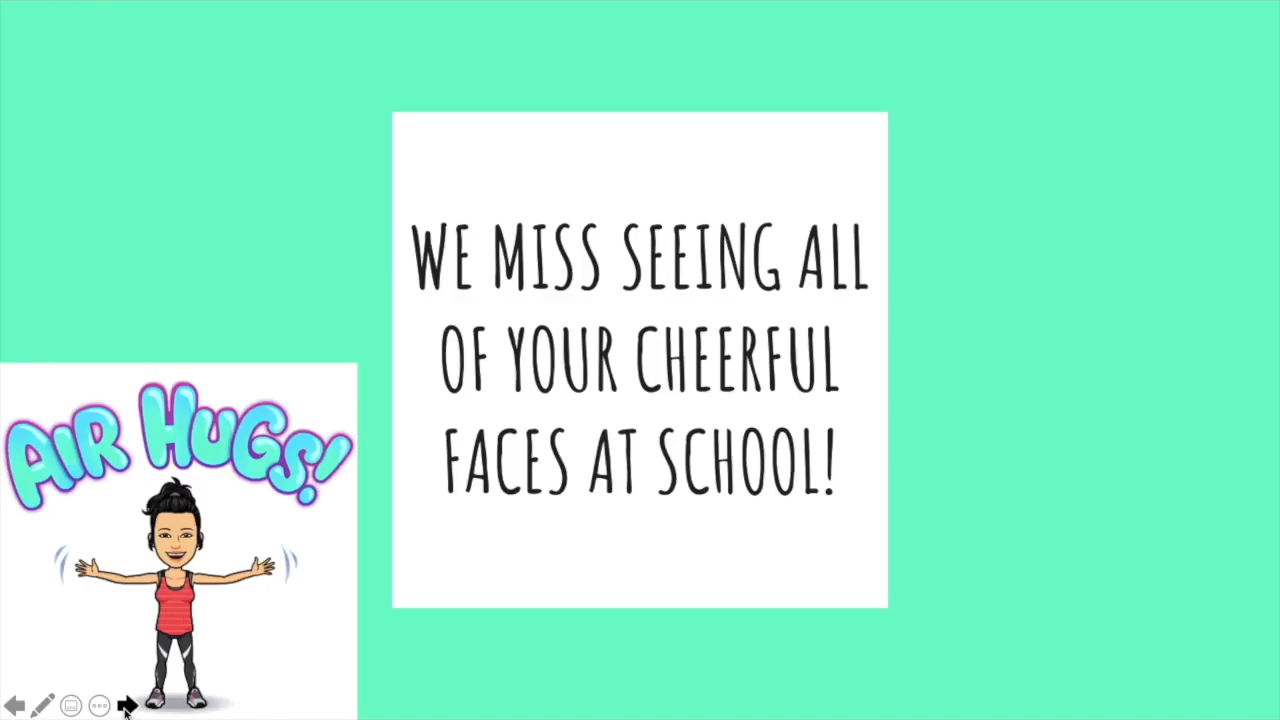 WE MISS SEEING ALL
OF YOUR CHEERFUL
FACES AT SCHOOL!
AIR HUGS!